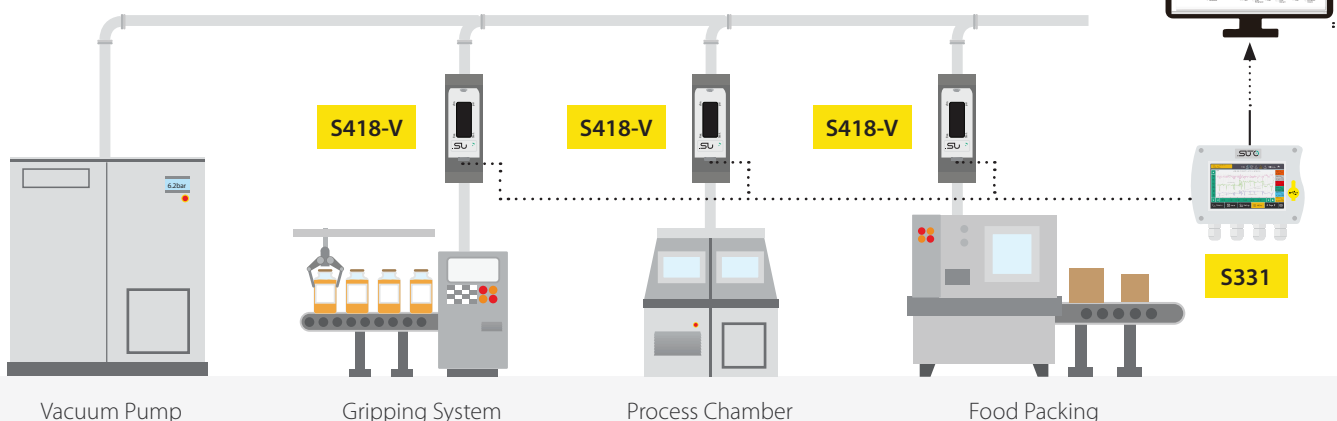 S418-V
S418-V
S418-V
6.2bar
SUTO
S331
Vacuum Pump
Gripping System
Process Chamber
Food Packing